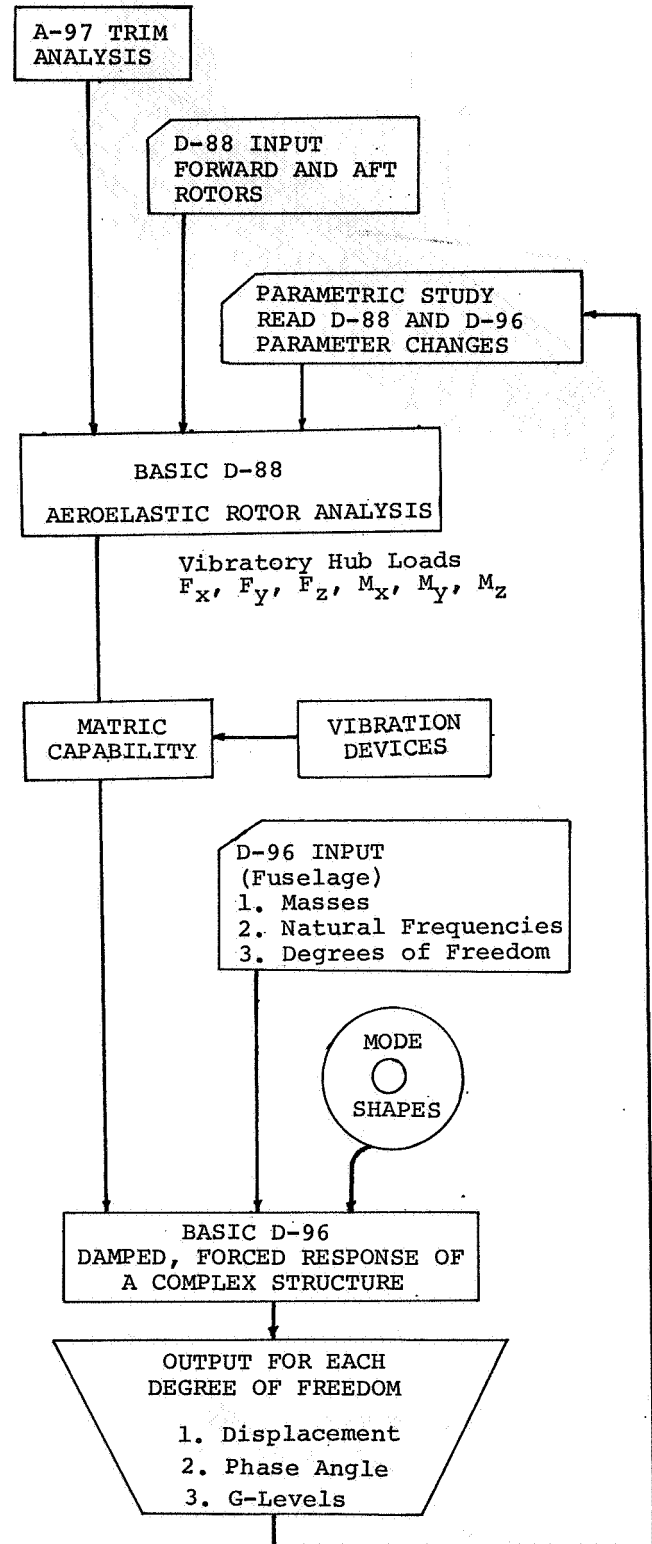 A-97 TRIM
ANALYSIS
D-88 INPUT
FORWARD AND AFT
ROTORS
PARAMETRIC STUDY
READ D-88 AND D-96
PARAMETER CHANGES
BASIC D-88
AEROELASTIC ROTOR ANALYSIS
Vibratory Hub Loads
Fx, Fy, Fz, Mx, My, Mz
MATRIC
CAPABILITY
VIBRATION
DEVICES
D-96 INPUT
(Fuselage)
1. Masses
2. Natural Frequencies
3. Degrees of Freedom
MODE
SHAPES
BASIC D-96
DAMPED, FORCED RESPONSE OF
A COMPLEX STRUCTURE
OUTPUT FOR EACH
DEGREE OF FREEDOM
1. Displacement
2. Phase Angle
3. G-Levels